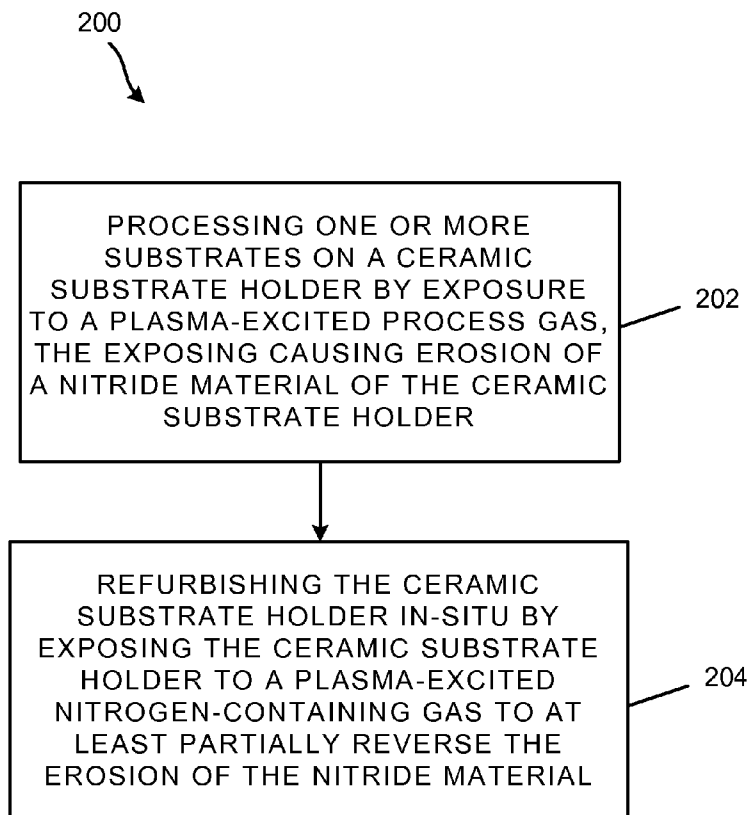 200
PROCESSING ONE OR MORE
SUBSTRATES ON A CERAMIC
SUBSTRATE HOLDER BY EXPOSURE
TO A PLASMA-EXCITED PROCESS GAS,
THE EXPOSING CAUSING EROSION OF
A NITRIDE MATERIAL OF THE CERAMIC
SUBSTRATE HOLDER
202
REFURBISHING THE CERAMIC
SUBSTRATE HOLDER IN-SITU BY
EXPOSING THE CERAMIC SUBSTRATE
HOLDER TO A PLASMA-EXCITED
NITROGEN-CONTAINING GAS TO AT
LEAST PARTIALLY REVERSE THE
EROSION OF THE NITRIDE MATERIAL
204